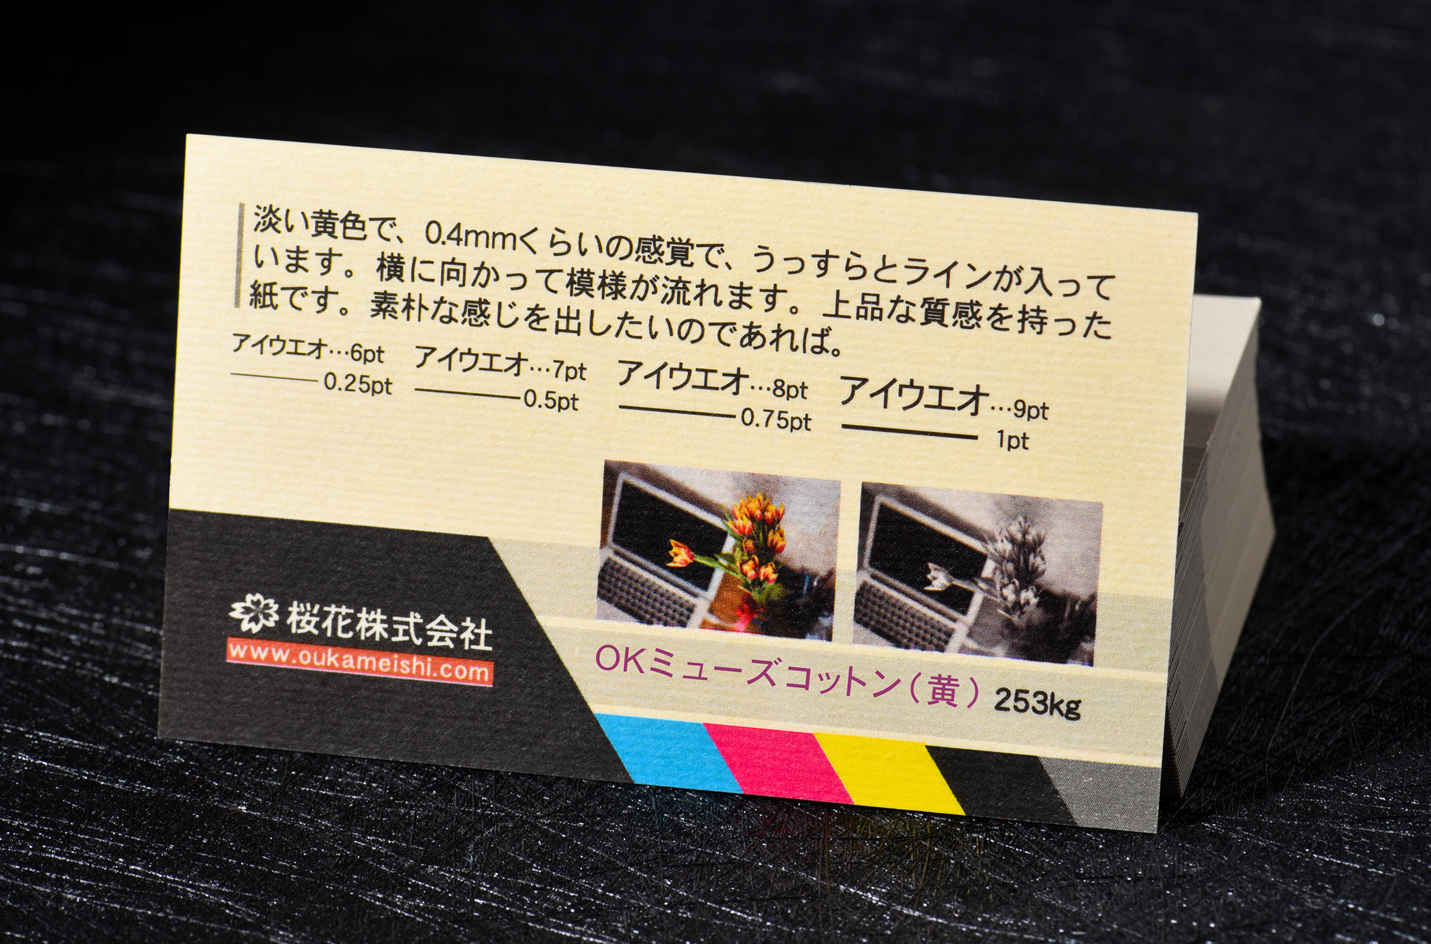 淡い黄色で、0.4mmくらいの感覚で、うっすらとラインが入って
います。横に向かって模様が流れます。上品な質感を持った
紙です。素朴な感じを出したいのであれば。
アイウエオ…6pt アイウエオ…7pt アイウエオ…8pt アイウエオ…9pt
0.25pt 0.5pt 0.75pt 1pt
桜花株式会社
www.oukameishi.com
OKミューズコットン(黄) 253kg